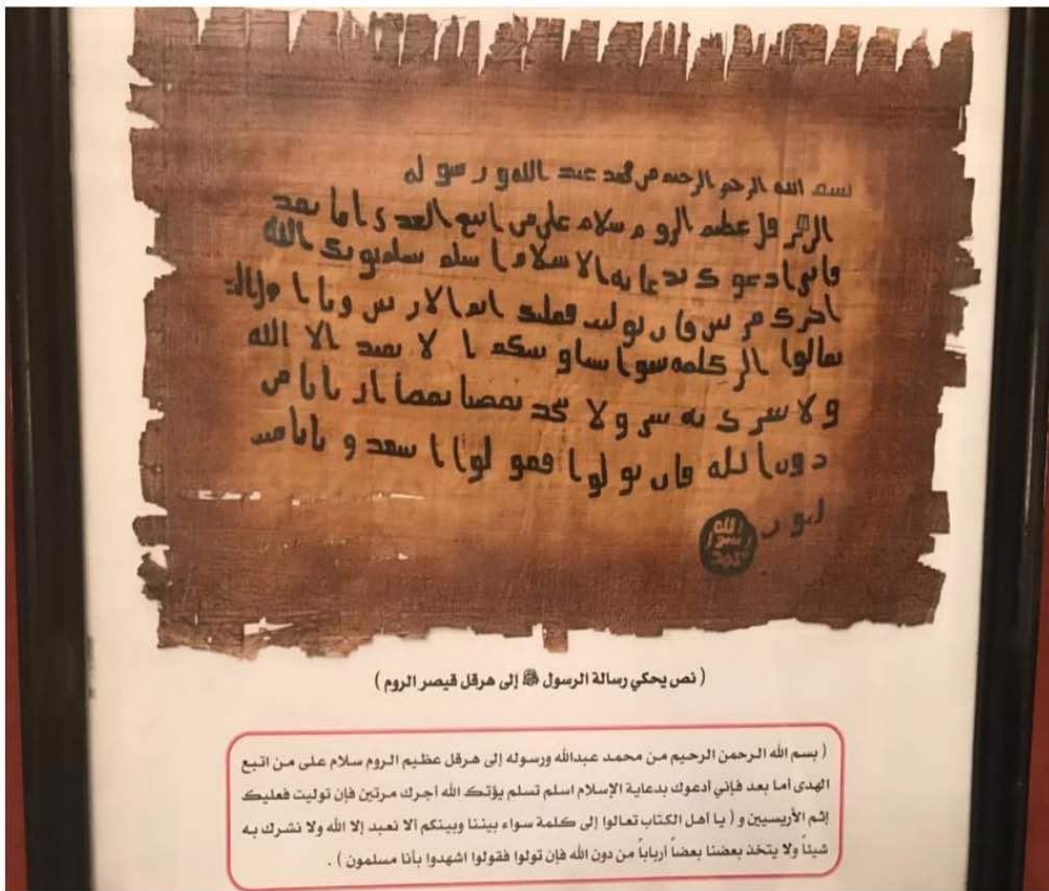 بسم الله الرحمن الرحيم من محمد عبد الله و رسوله
الى هرقل عظيم الروم سلام على من اتبع الهدى اما بعد
فانى ادعوك بدعاية الاسلام اسلم تسلم يوتك الله
اجرك مرتين فان توليت فعليك اثم الاريسين ويا اهل الكتب
تعالوا الى كلمة سوا بيننا وبينكم الا نعبد الا الله
ولا نشرك به شيا ولا يتخذ بعضنا بعضا اربابا من
دون الله فان تولوا فقولوا اشهدوا بانا مسلمون
الله
رسول
محمد
( نص يحكي رسالة الرسول ﷺ إلى هرقل قيصر الروم )
( بسم الله الرحمن الرحيم من محمد عبدالله ورسوله إلى هرقل عظيم الروم سلام على من اتبع
الهدى أما بعد فإني أدعوك بدعاية الإسلام اسلم تسلم يؤتك الله أجرك مرتين فإن توليت فعليك
إثم الأريسيين و ( يا أهل الكتاب تعالوا إلى كلمة سواء بيننا وبينكم ألا نعبد إلا الله ولا نشرك به
شيئاً ولا يتخذ بعضنا بعضاً أرباباً من دون الله فإن تولوا فقولوا اشهدوا بأنا مسلمون ) .